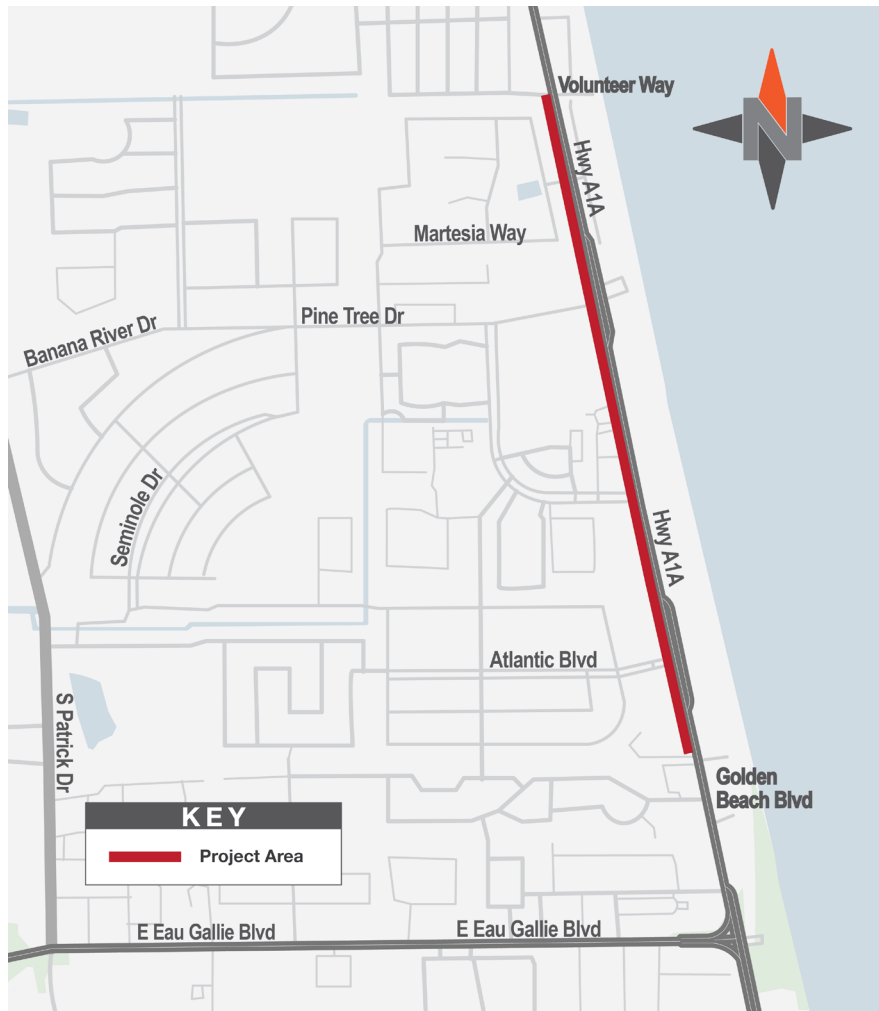 Volunteer Way
Hwy A1A
Martesia Way
Pine Tree Dr
Banana River Dr
Seminole Dr
Hwy A1A
Atlantic Blvd
S Patrick Dr
Golden
Beach Blvd
KEY
Project Area
E Eau Gallie Blvd
E Eau Gallie Blvd
N